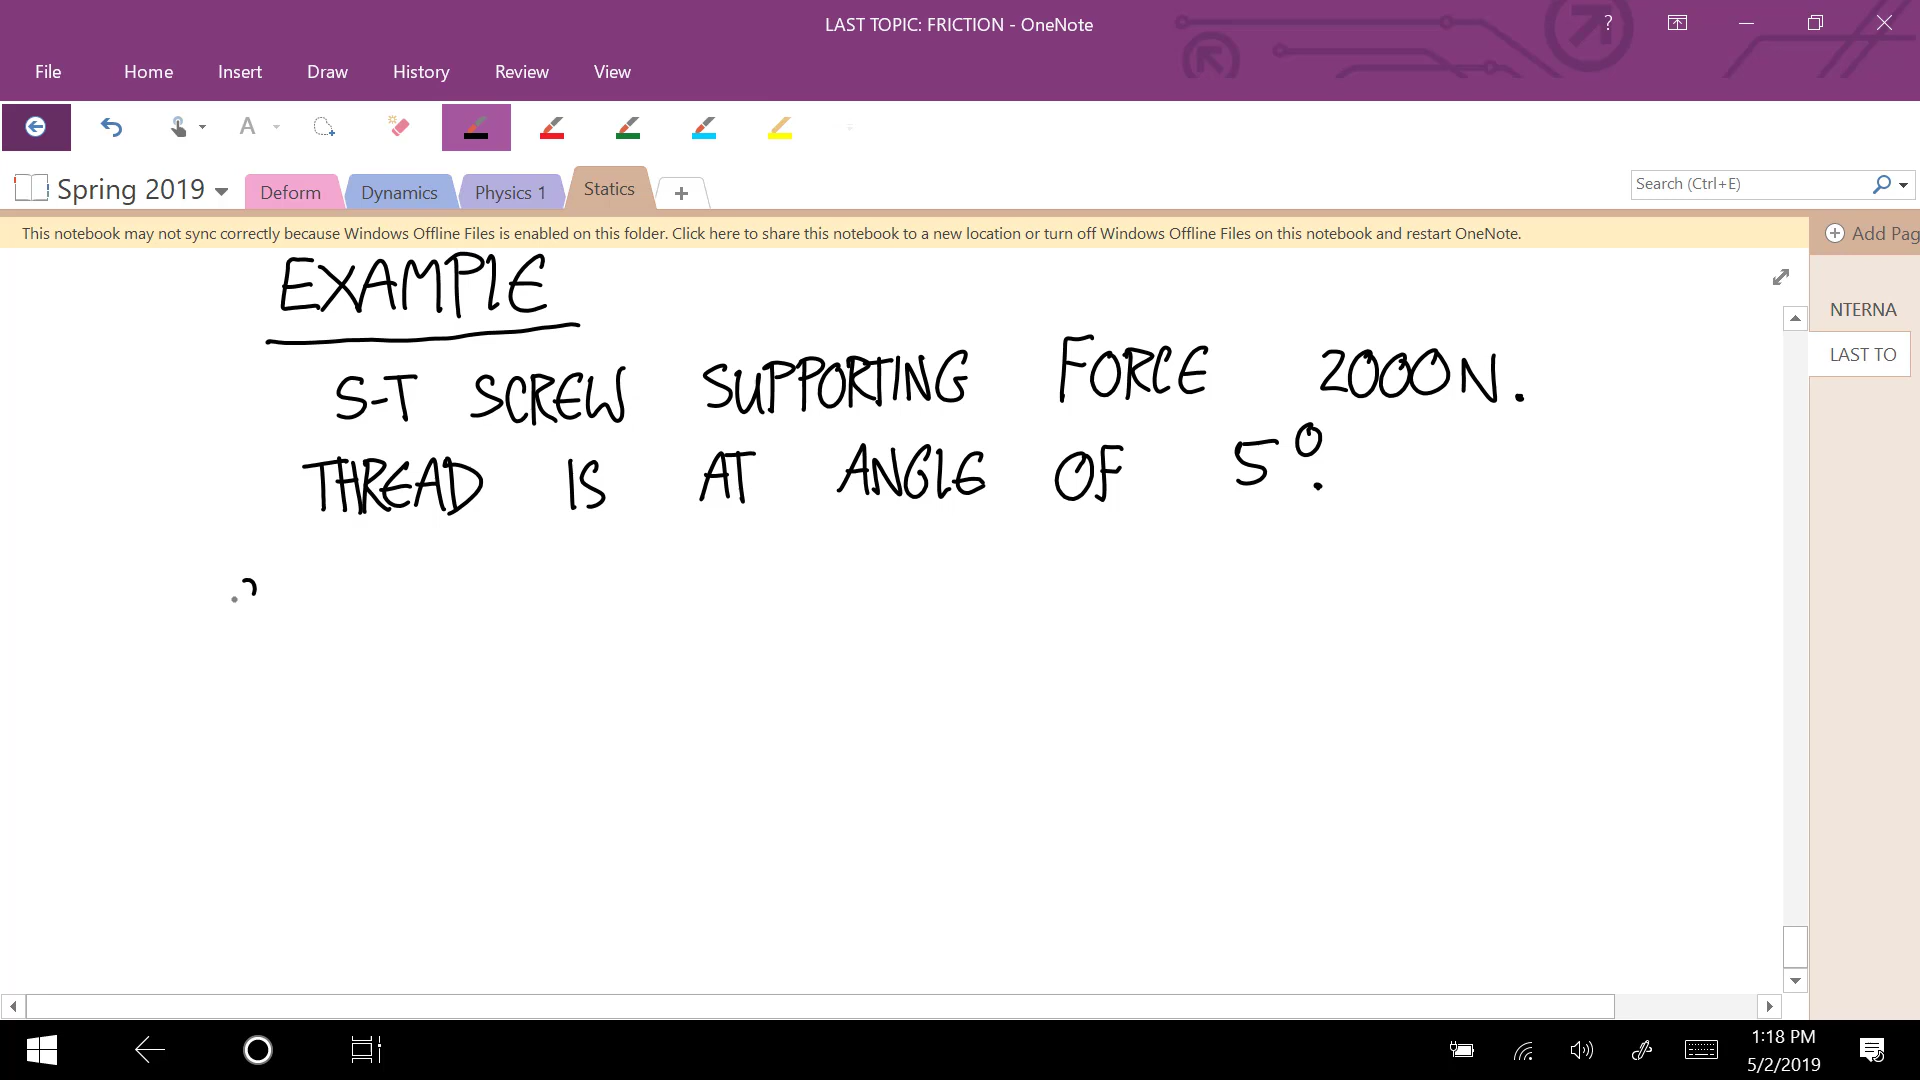 LAST TOPIC: FRICTION - OneNote
?
File Home Insert Draw History Review View
A
Spring 2019 Deform Dynamics Physics 1 Statics +
Search (Ctrl+E)
This notebook may not sync correctly because Windows Offline Files is enabled on this folder. Click here to share this notebook to a new location or turn off Windows Offline Files on this notebook and restart OneNote.
Add Pag
NTERNA
LAST TO
EXAMPLE
S-T SCREW SUPPORTING FORCE 2000N.
THREAD IS AT ANGLE OF 5°.
1:18 PM
5/2/2019